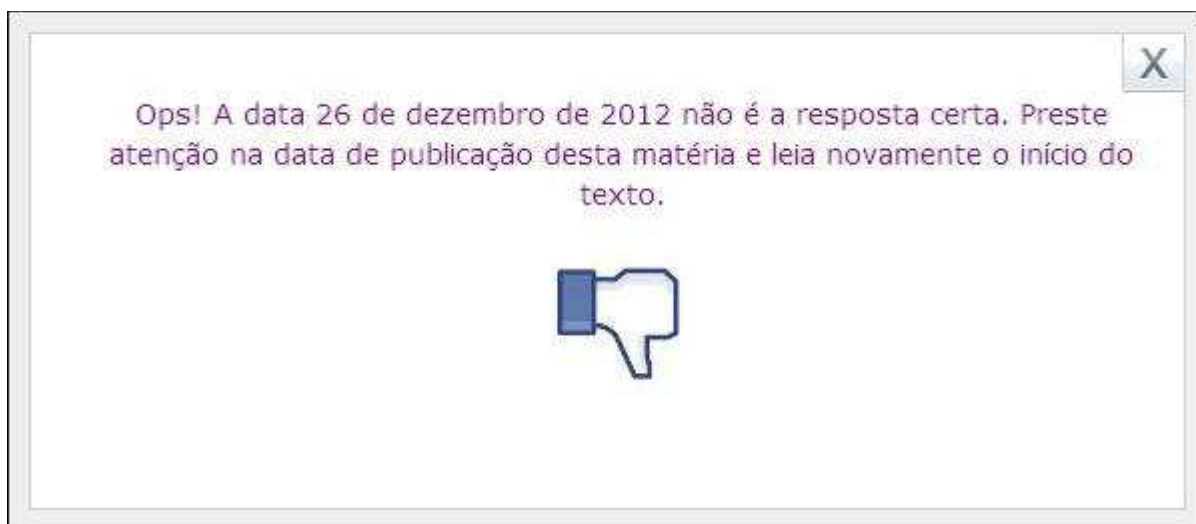 X
Ops! A data 26 de dezembro de 2012 não é a resposta certa. Preste
atenção na data de publicação desta matéria e leia novamente o início do
texto.